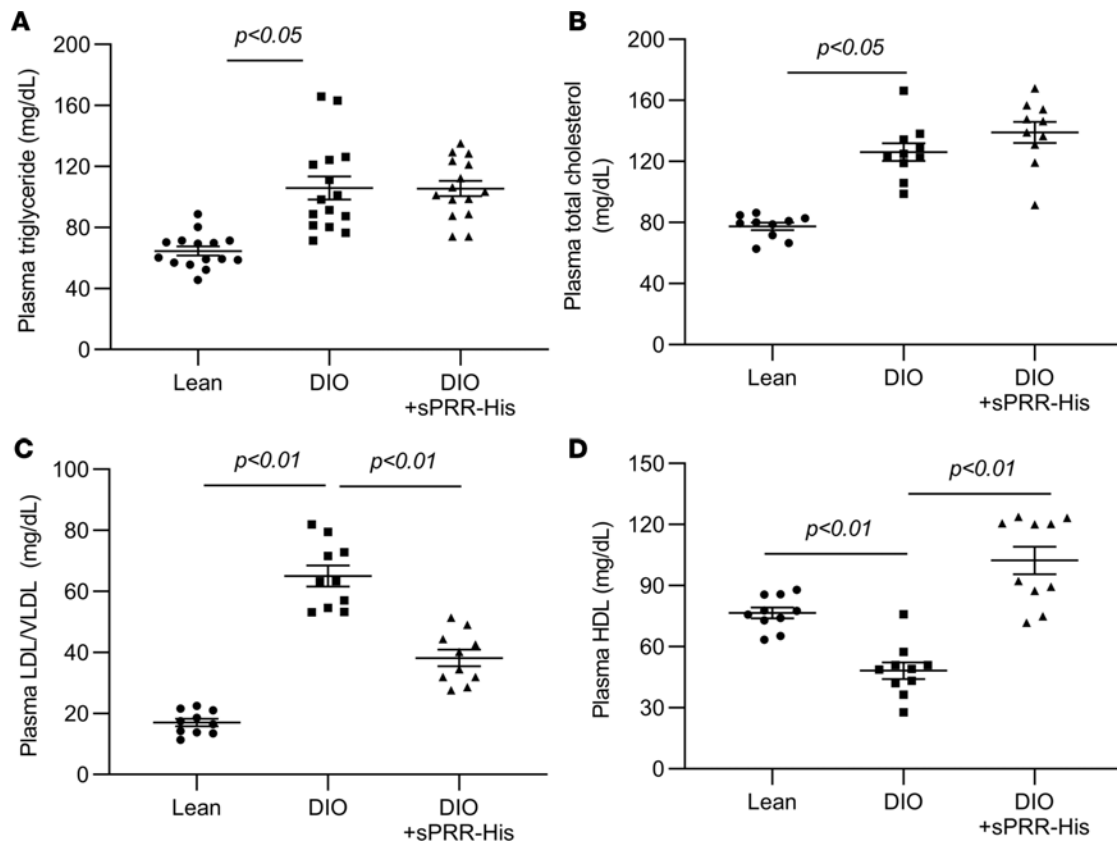 A
Plasma triglyceride (mg/dL)
200
160
120
80
40
0
p<0.05
Lean
DIO
DIO
+sPRR-His
B
Plasma total cholesterol
(mg/dL)
200
160
120
80
40
0
p<0.05
Lean
DIO
DIO
+sPRR-His
C
Plasma LDL/VLDL (mg/dL)
100
80
60
40
20
0
p<0.01
p<0.01
Lean
DIO
DIO
+sPRR-His
D
Plasma HDL (mg/dL)
150
120
90
60
30
0
p<0.01
p<0.01
Lean
DIO
DIO
+sPRR-His